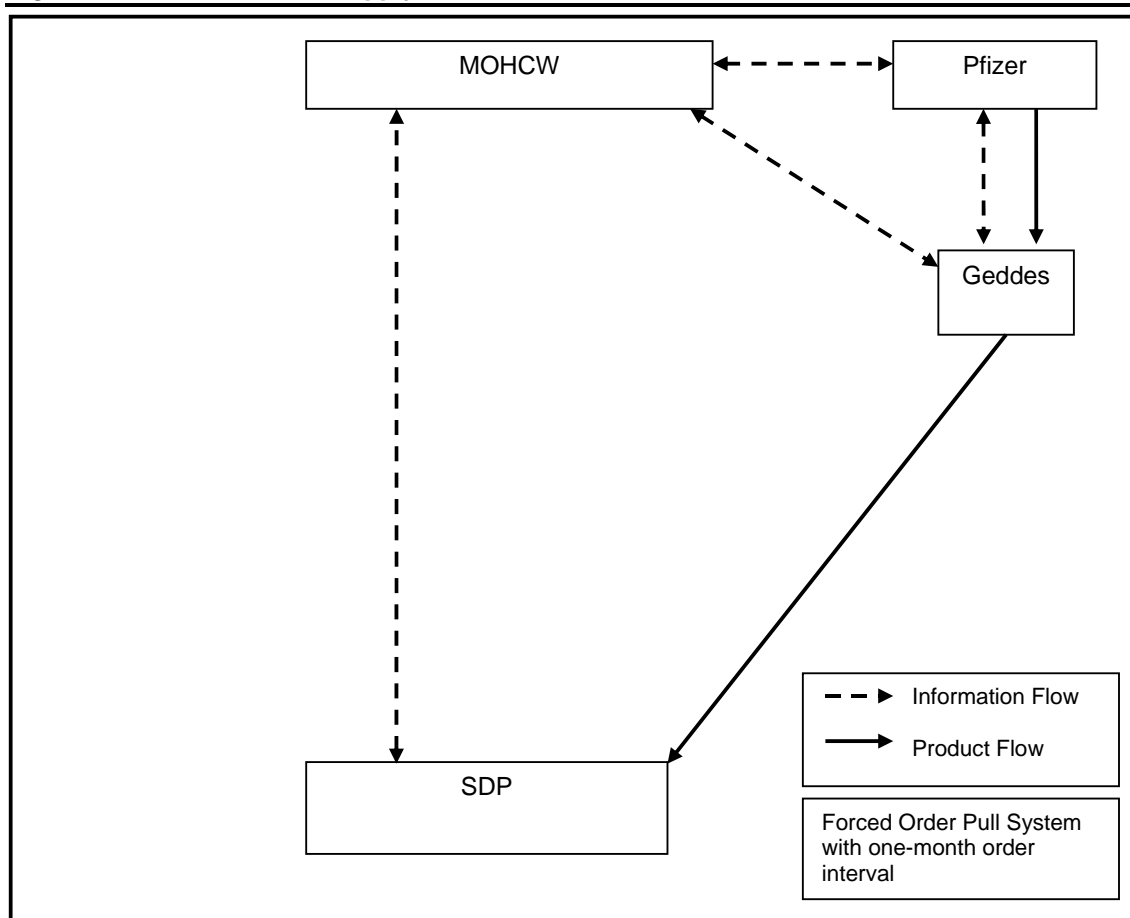 MOHCW
Pfizer
Geddes
SDP
Information Flow
Product Flow
Forced Order Pull System
with one-month order
interval